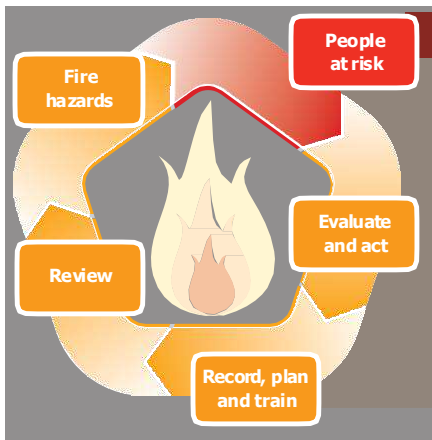 Fire
hazards
People
at risk
Evaluate
and act
Record, plan
and train
Review